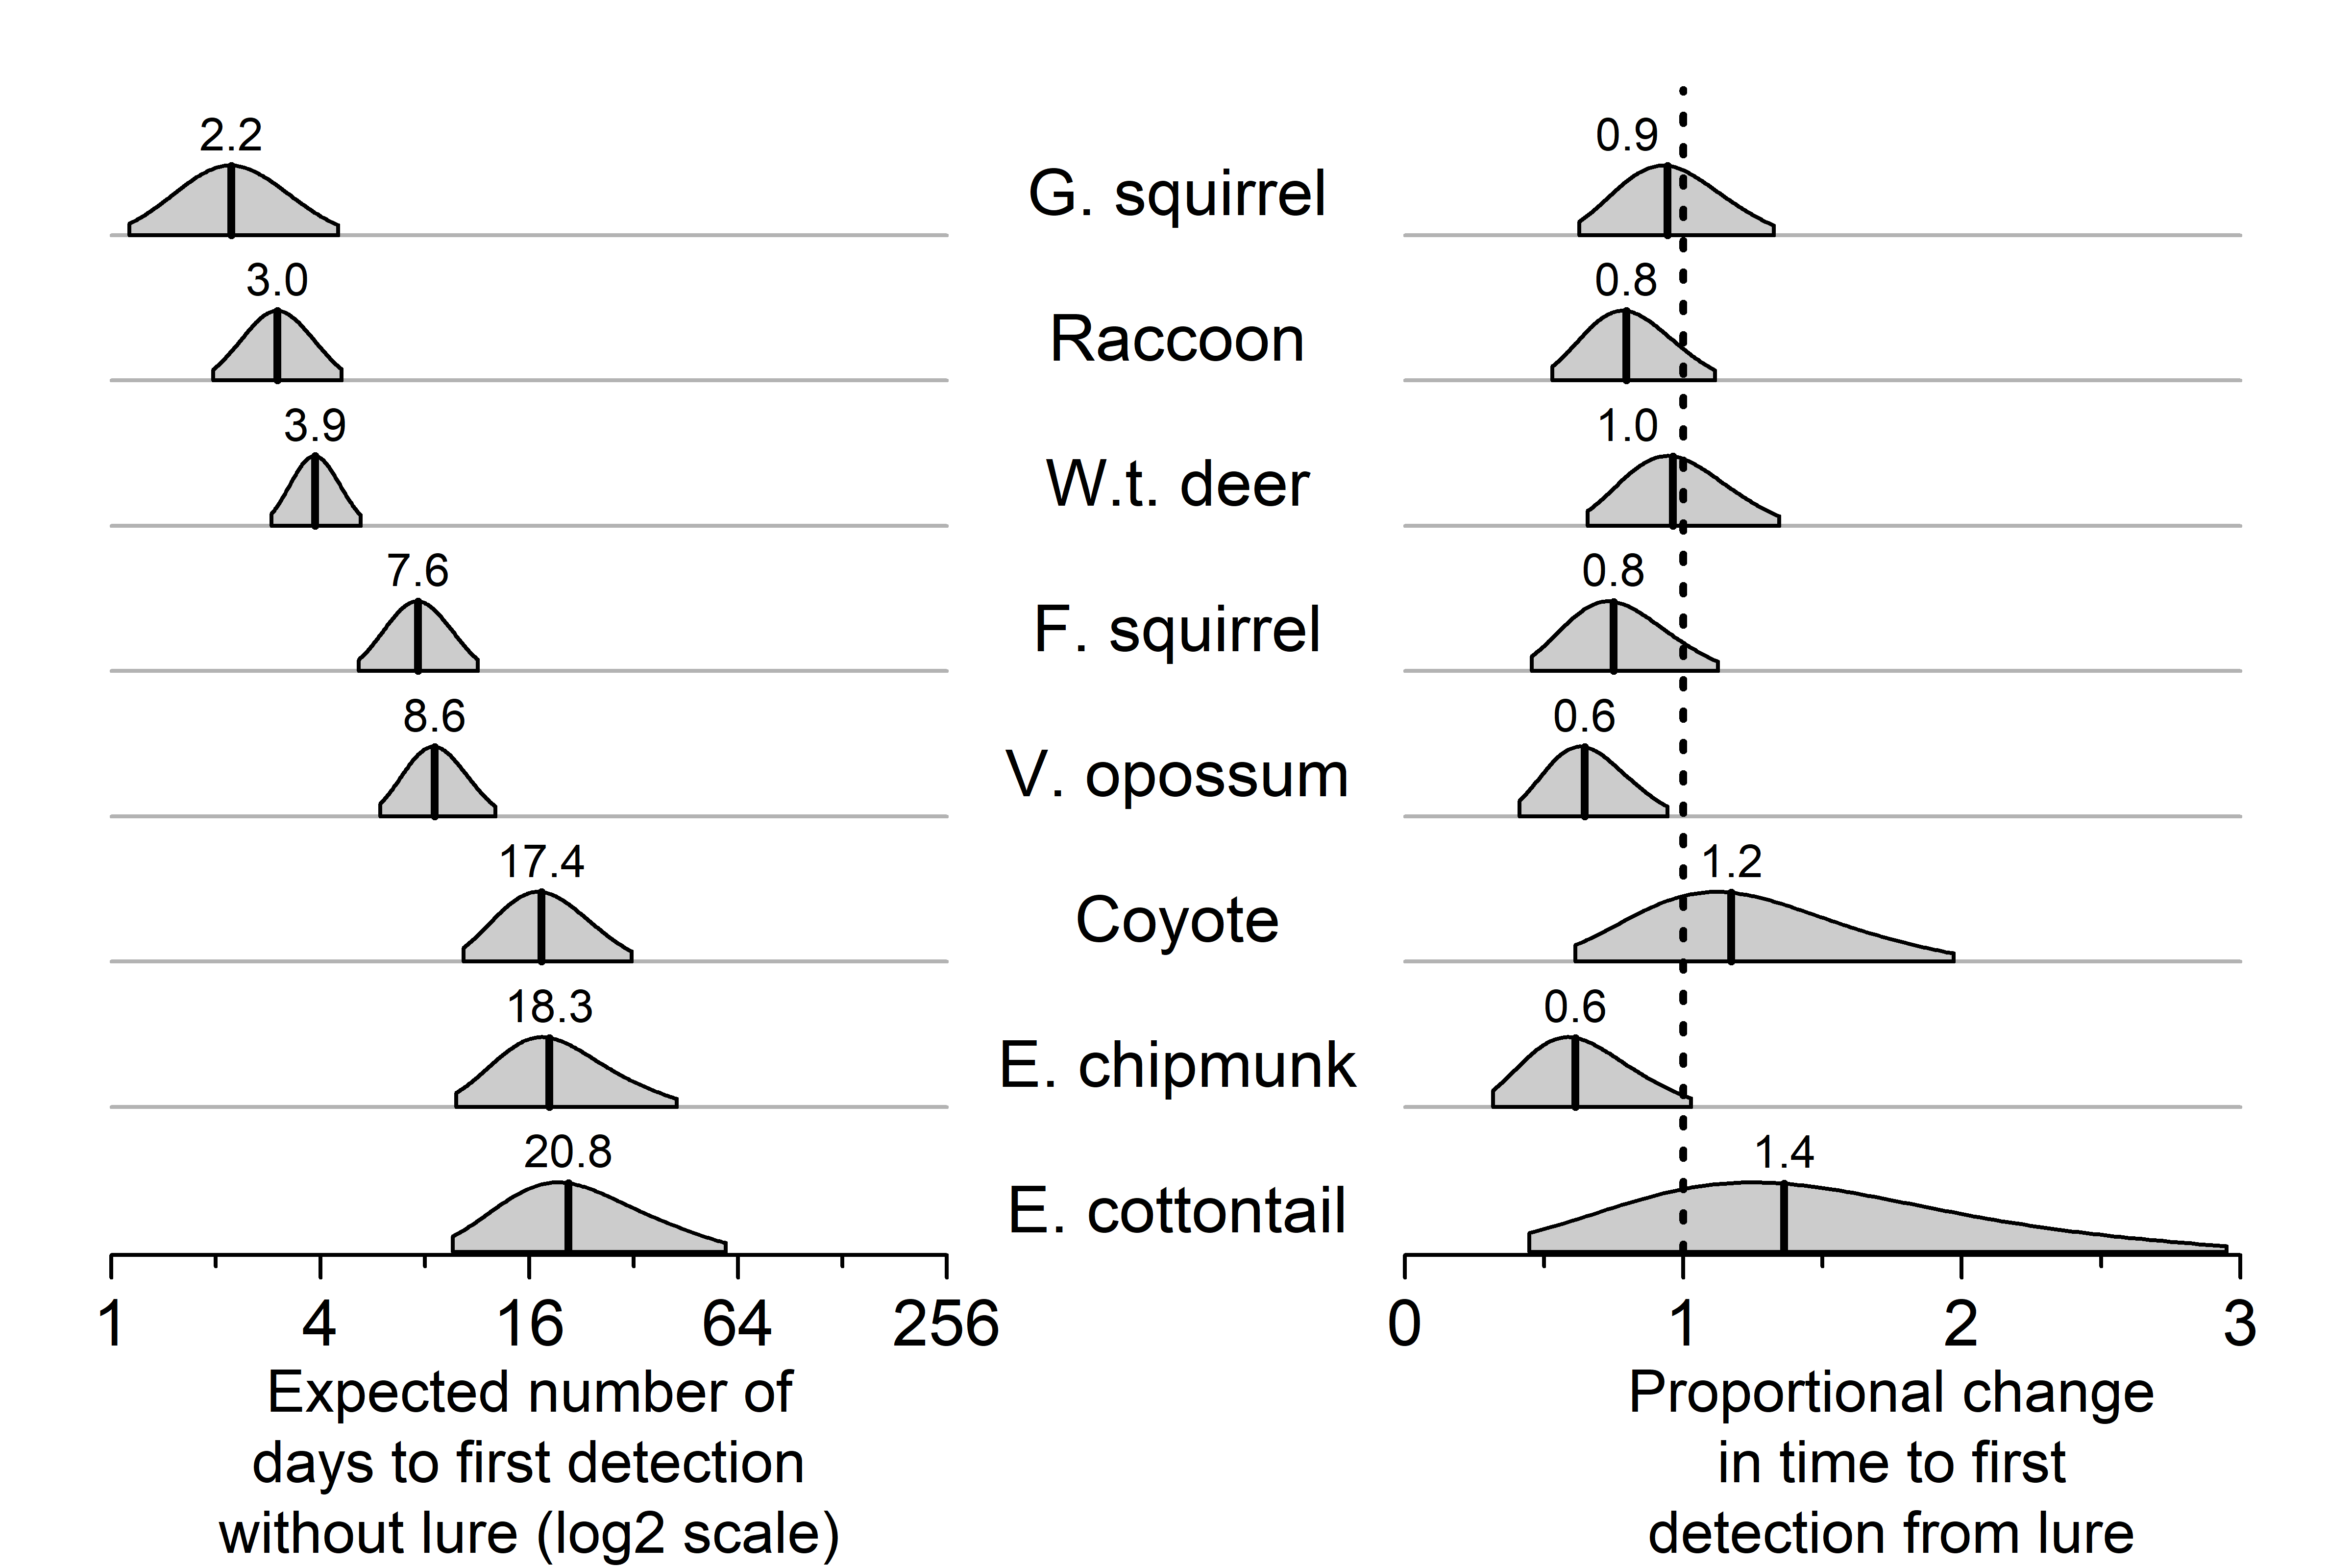 2.2
G. squirrel
0.9
3.0
Raccoon
0.8
3.9
W.t. deer
1.0
7.6
F. squirrel
0.8
8.6
V. opossum
0.6
17.4
Coyote
1.2
18.3
E. chipmunk
0.6
20.8
E. cottontail
1.4
1 4 16 64 256
0 1 2 3
Expected number of
days to first detection
without lure (log2 scale)
Proportional change
in time to first
detection from lure